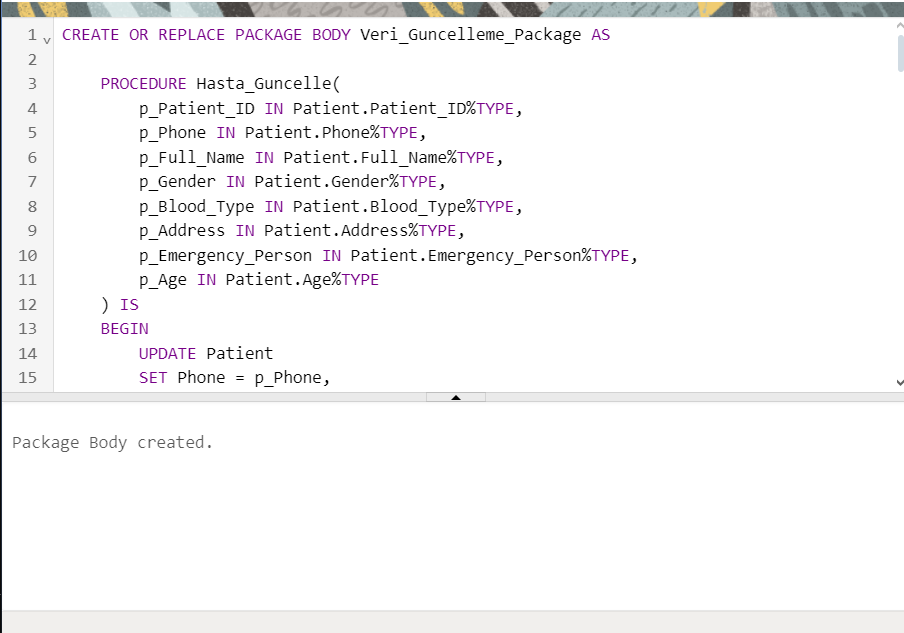 1 CREATE OR REPLACE PACKAGE BODY Veri_Guncelleme_Package AS
2
3 PROCEDURE Hasta_Guncelle(
4 p_Patient_ID IN Patient.Patient_ID%TYPE,
5 p_Phone IN Patient.Phone%TYPE,
6 p_Full_Name IN Patient.Full_Name%TYPE,
7 p_Gender IN Patient.Gender%TYPE,
8 p_Blood_Type IN Patient.Blood_Type%TYPE,
9 p_Address IN Patient.Address%TYPE,
10 p_Emergency_Person IN Patient.Emergency_Person%TYPE,
11 p_Age IN Patient.Age%TYPE
12 ) IS
13 BEGIN
14 UPDATE Patient
15 SET Phone = p_Phone,
Package Body created.